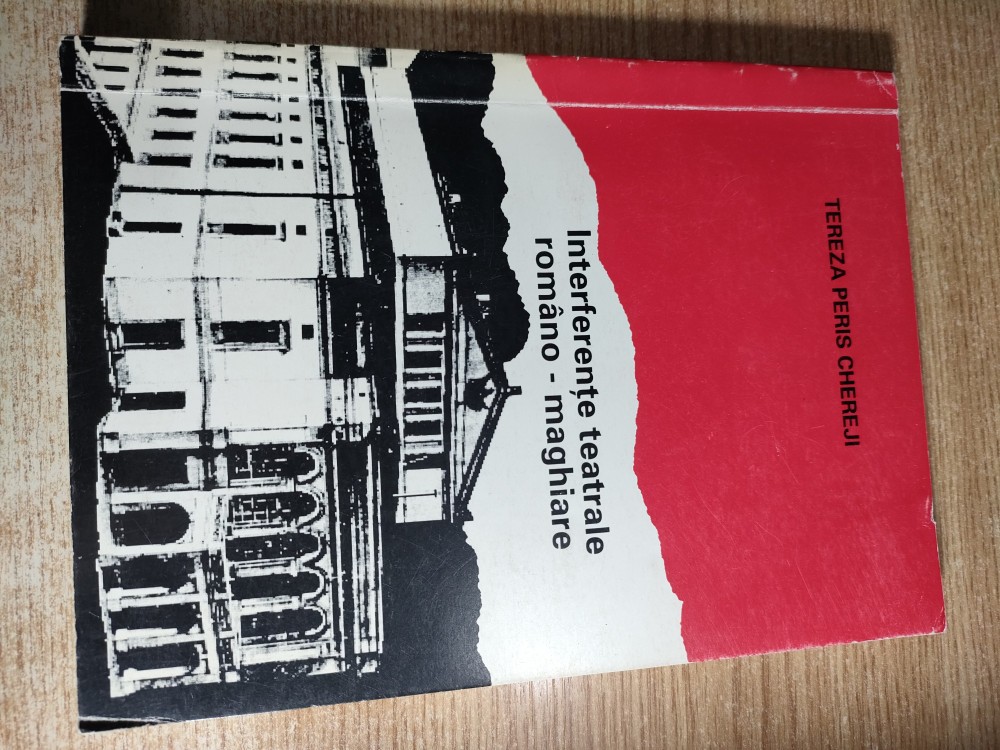 TEREZA PERIS CHEREJI
Interferențe teatrale
româno - maghiare